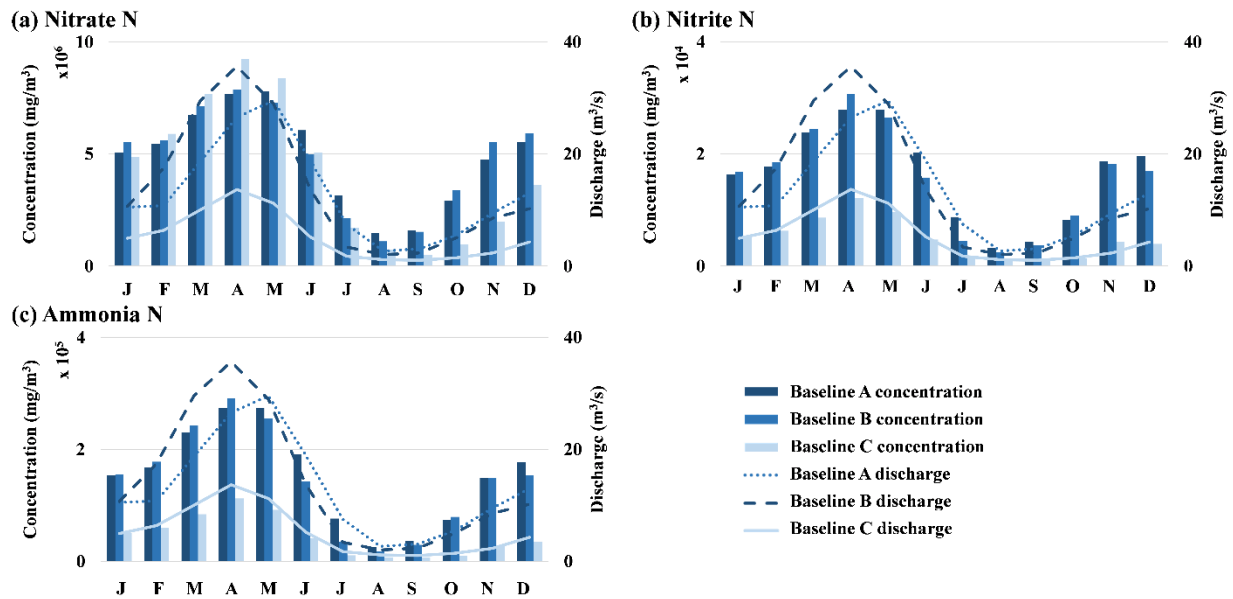 (a) Nitrate N
Concentration (mg/m³)
x10⁶
10
5
0
40
20
0
Discharge (m³/s)
J F M A M J J A S O N D
(b) Nitrite N
Concentration (mg/m³)
x 10⁴
4
2
0
40
20
0
Discharge (m³/s)
J F M A M J J A S O N D
(c) Ammonia N
Concentration (mg/m³)
x 10⁵
4
2
0
40
20
0
Discharge (m³/s)
J F M A M J J A S O N D
Baseline A concentration
Baseline B concentration
Baseline C concentration
Baseline A discharge
Baseline B discharge
Baseline C discharge